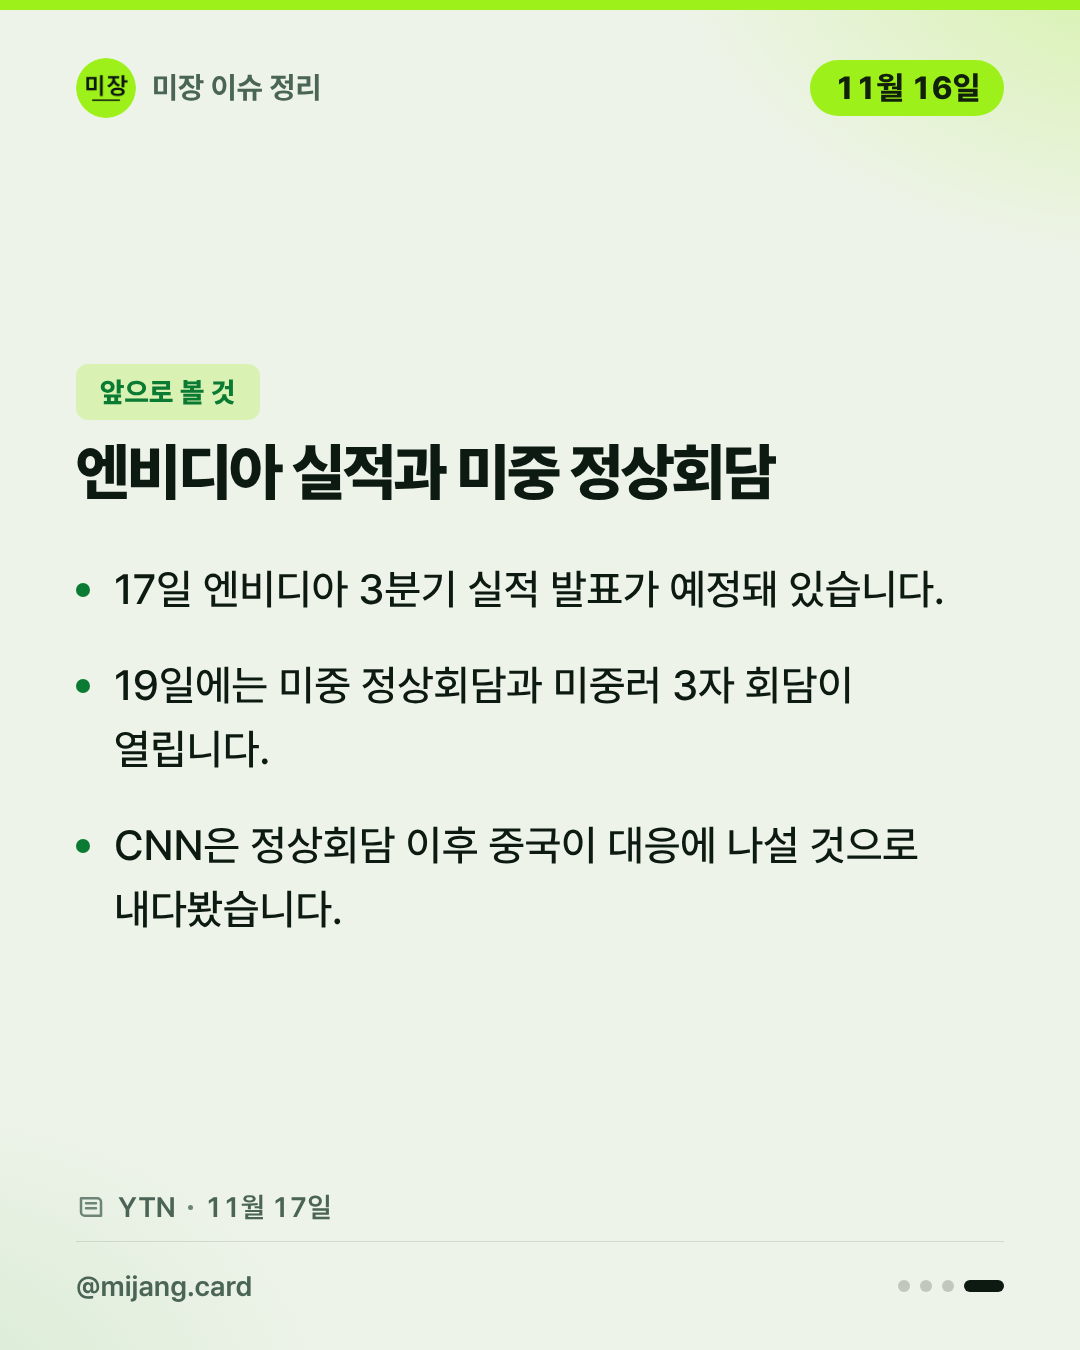 미장
미장 이슈 정리
11월 16일
앞으로 볼 것
엔비디아 실적과 미중 정상회담
• 17일 엔비디아 3분기 실적 발표가 예정돼 있습니다.
• 19일에는 미중 정상회담과 미중러 3자 회담이
열립니다.
• CNN은 정상회담 이후 중국이 대응에 나설 것으로
내다봤습니다.
YTN · 11월 17일
@mijang.card